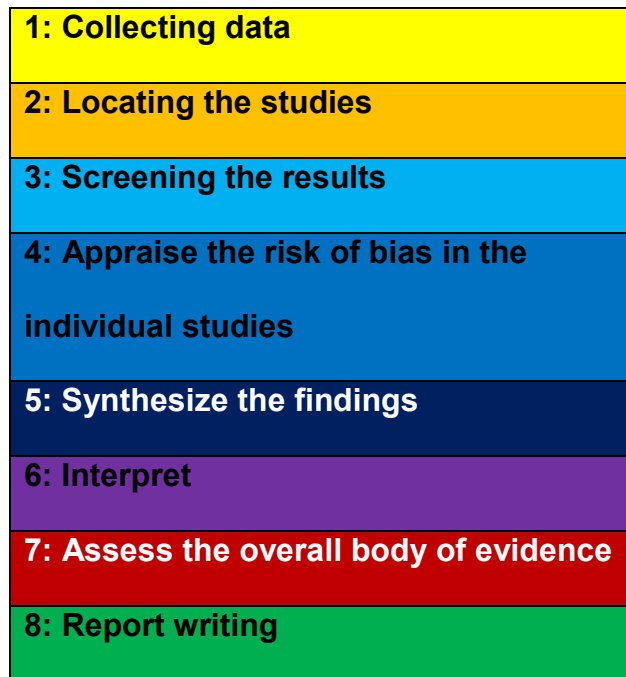 1: Collecting data
2: Locating the studies
3: Screening the results
4: Appraise the risk of bias in the
individual studies
5: Synthesize the findings
6: Interpret
7: Assess the overall body of evidence
8: Report writing